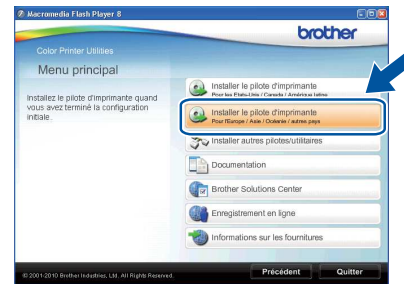 Macromedia Flash Player 8
brother
Color Printer Utilities
Menu principal
Installez le pilote d'imprimante quand
vous avez terminé la configuration
initiale.
Installer le pilote d'imprimante
Pour les Etats-Unis / Canada / Amérique latine
Installer le pilote d'imprimante
Pour l'Europe / Asie / Océanie / autres pays
Installer autres pilotes/utilitaires
Documentation
Brother Solutions Center
Enregistrement en ligne
Informations sur les fournitures
© 2001-2010 Brother Industries, Ltd. All Rights Reserved.
Précédent
Quitter